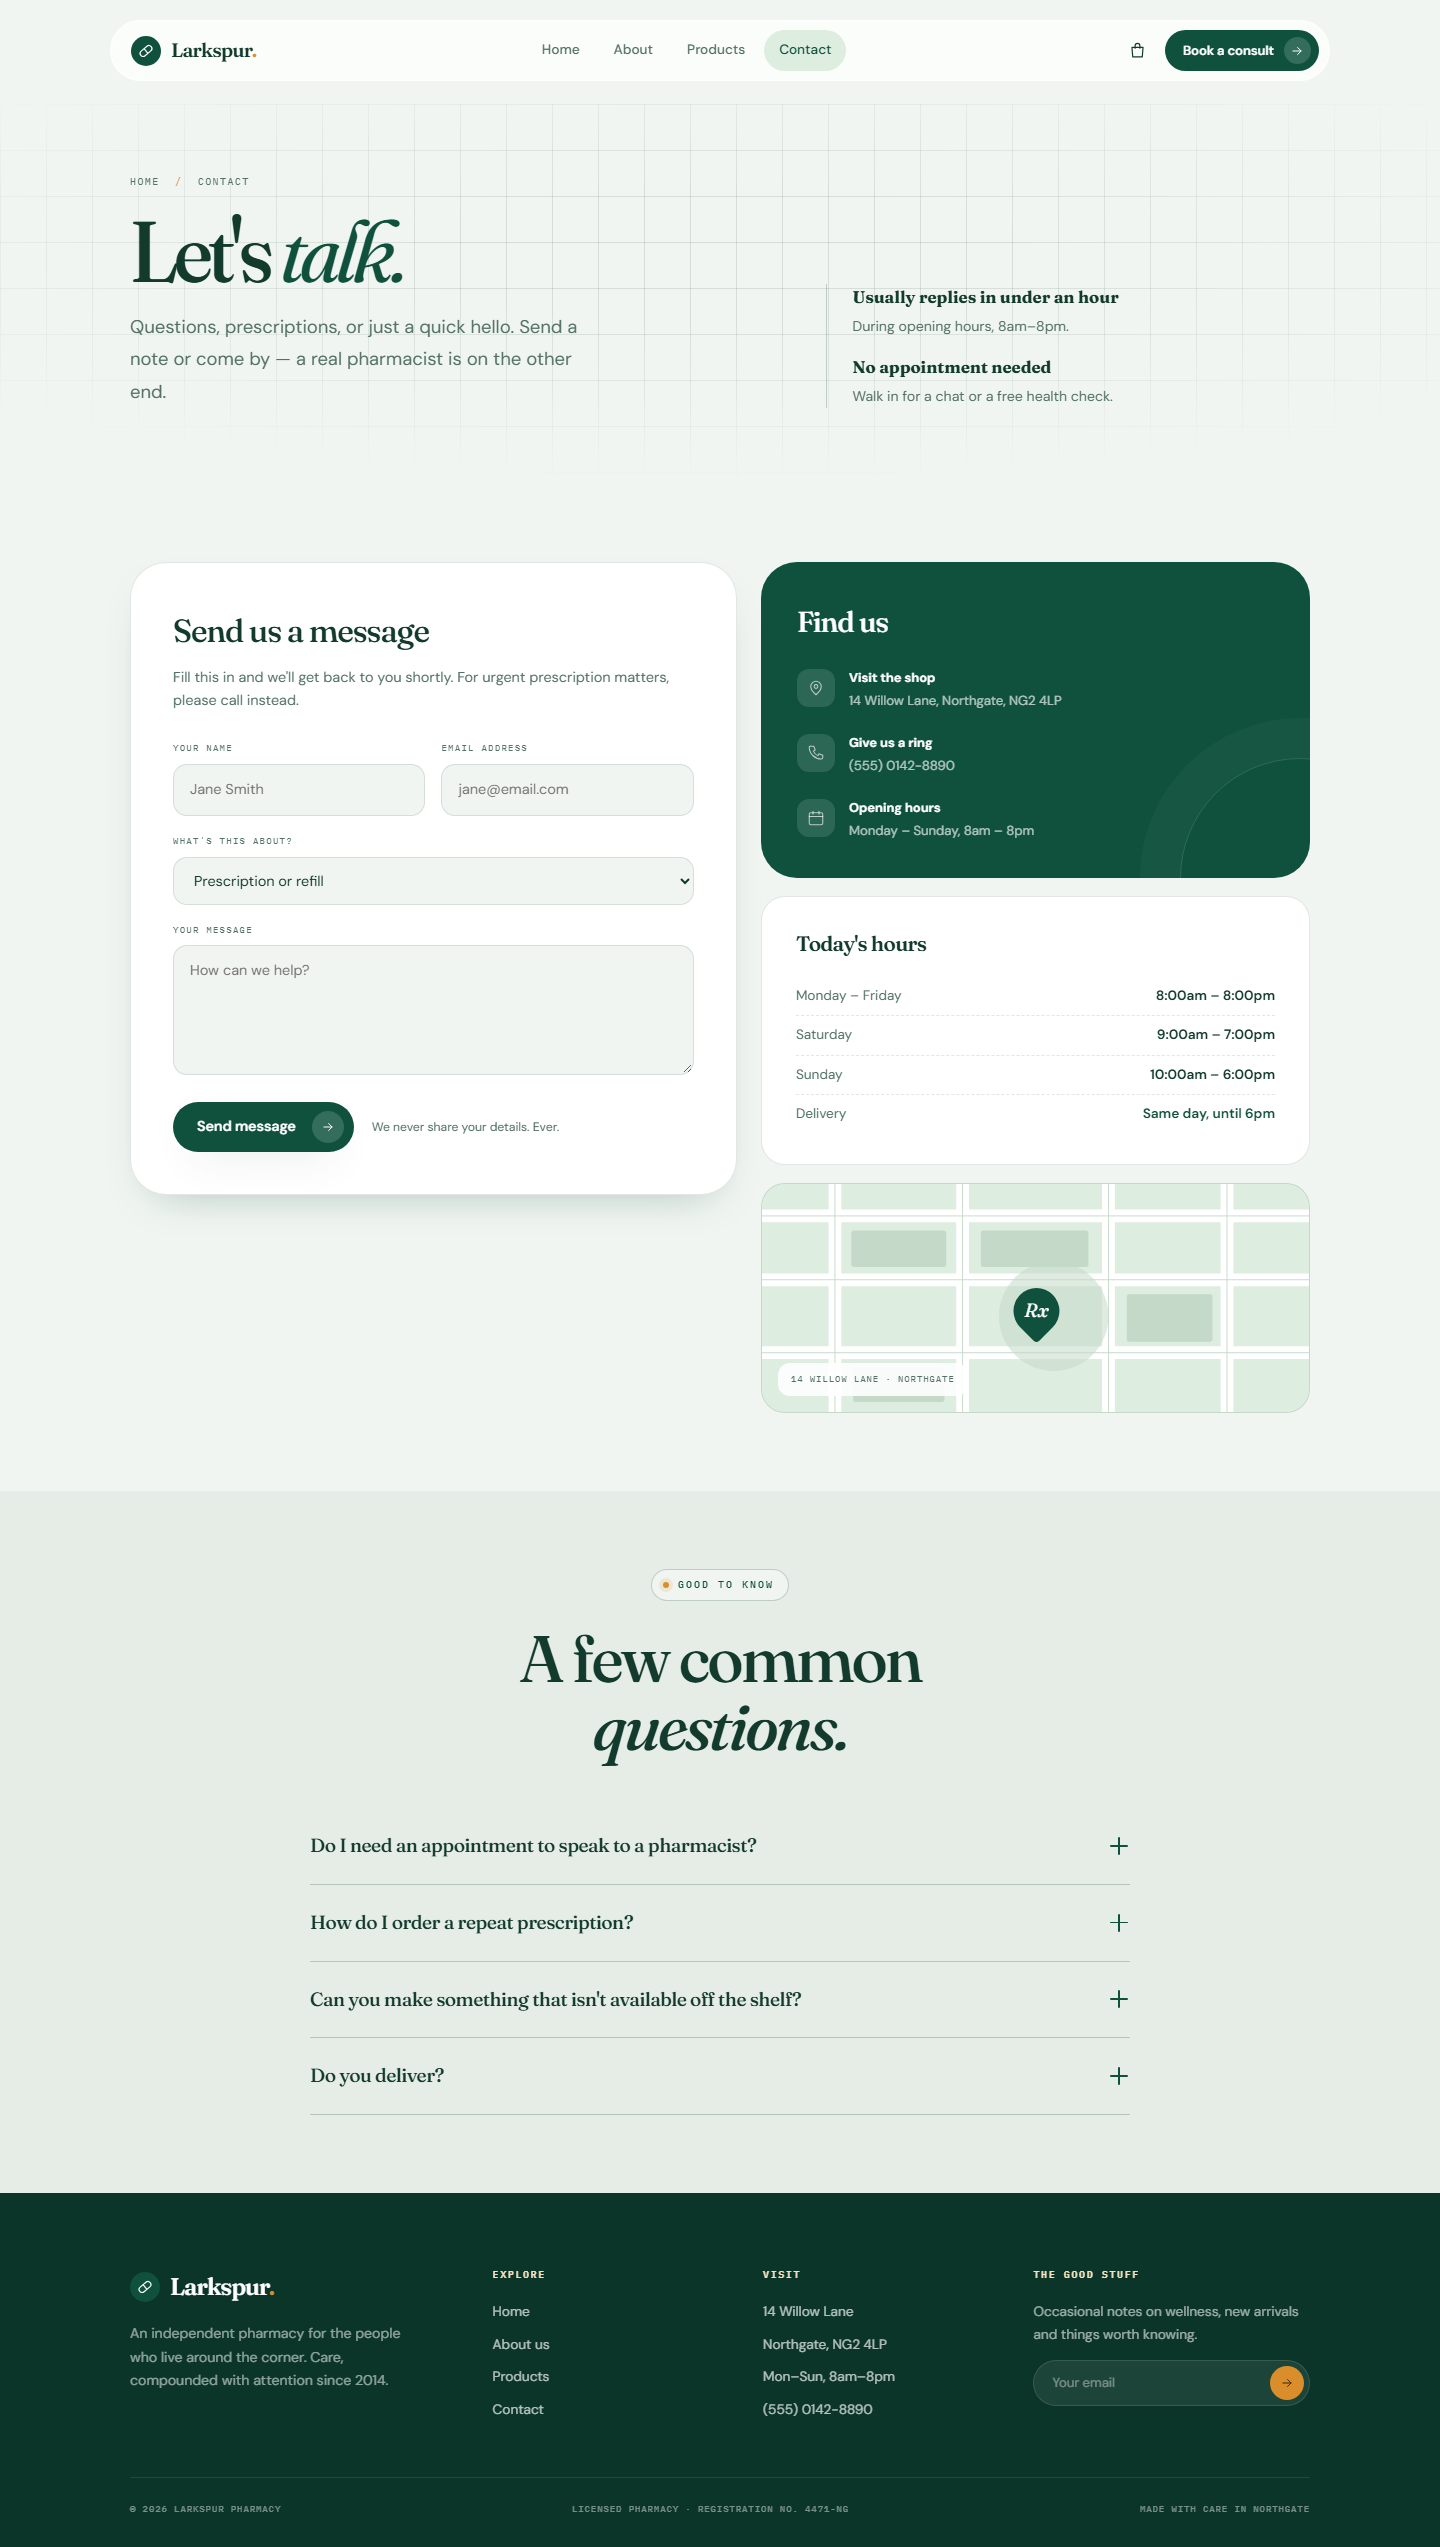 Larkspur.
Home
About
Products
Contact
Book a consult
HOME / CONTACT
Let's talk.
Questions, prescriptions, or just a quick hello. Send a
note or come by — a real pharmacist is on the other
end.
Usually replies in under an hour
During opening hours, 8am–8pm.
No appointment needed
Walk in for a chat or a free health check.
Send us a message
Fill this in and we'll get back to you shortly. For urgent prescription matters,
please call instead.
YOUR NAME
EMAIL ADDRESS
Jane Smith
jane@email.com
WHAT'S THIS ABOUT?
Prescription or refill
YOUR MESSAGE
How can we help?
Send message
We never share your details. Ever.
Find us
Visit the shop
14 Willow Lane, Northgate, NG2 4LP
Give us a ring
(555) 0142-8890
Opening hours
Monday – Sunday, 8am – 8pm
Today's hours
Monday – Friday 8:00am – 8:00pm
Saturday 9:00am – 7:00pm
Sunday 10:00am – 6:00pm
Delivery Same day, until 6pm
Rx
14 WILLOW LANE · NORTHGATE
GOOD TO KNOW
A few common
questions.
Do I need an appointment to speak to a pharmacist?
How do I order a repeat prescription?
Can you make something that isn't available off the shelf?
Do you deliver?
Larkspur.
An independent pharmacy for the people
who live around the corner. Care,
compounded with attention since 2014.
EXPLORE
Home
About us
Products
Contact
VISIT
14 Willow Lane
Northgate, NG2 4LP
Mon–Sun, 8am–8pm
(555) 0142-8890
THE GOOD STUFF
Occasional notes on wellness, new arrivals
and things worth knowing.
Your email
© 2026 LARKSPUR PHARMACY
LICENSED PHARMACY · REGISTRATION NO. 4471-NG
MADE WITH CARE IN NORTHGATE